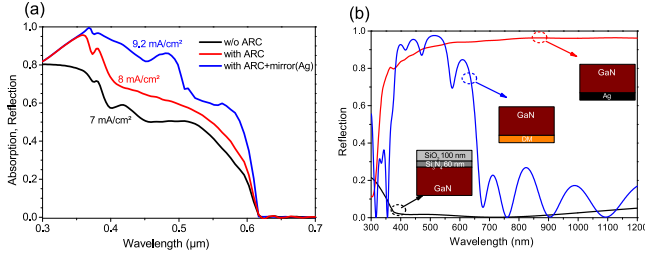 (a)
1.0
0.8
0.6
0.4
0.2
0.0
0.3
0.4
0.5
0.6
0.7
Absorption, Reflection
Wavelength (µm)
w/o ARC
with ARC
with ARC+mirror(Ag)
9.2 mA/cm²
8 mA/cm²
7 mA/cm²
(b)
1.0
0.8
0.6
0.4
0.2
0.0
300 400 500 600 700 800 900 1000 1100 1200
Reflection
Wavelength (nm)
GaN
Ag
GaN
DM
SiO₂ 100 nm
Si₃N₄ 60 nm
GaN